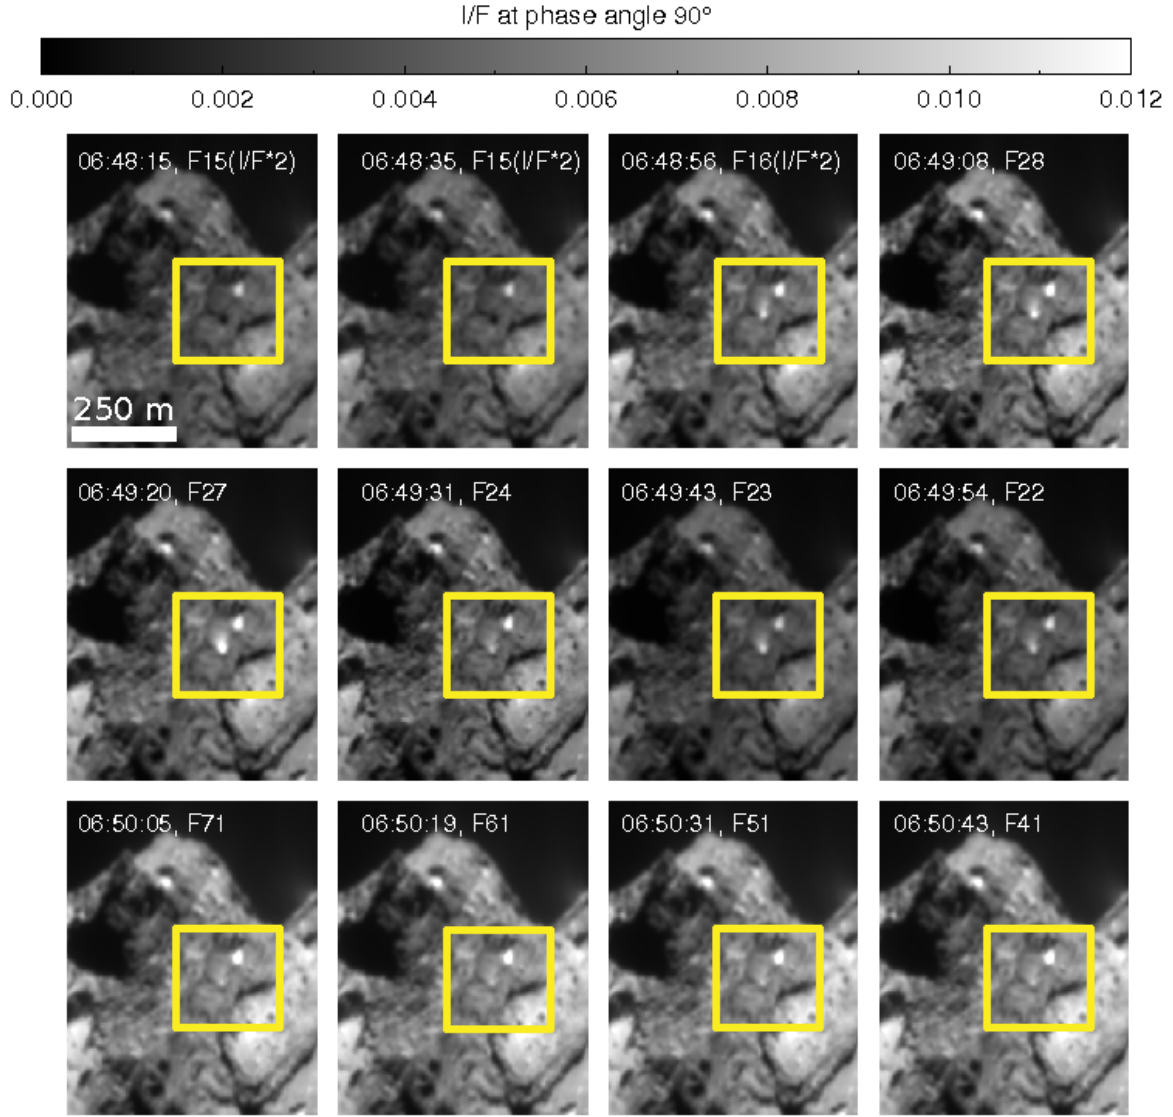 I/F at phase angle 90°
0.000 0.002 0.004 0.006 0.008 0.010 0.012
06:48:15, F15(I/F*2) 06:48:35, F15(I/F*2) 06:48:56, F16(I/F*2) 06:49:08, F28
250 m
06:49:20, F27 06:49:31, F24 06:49:43, F23 06:49:54, F22
06:50:05, F71 06:50:19, F61 06:50:31, F51 06:50:43, F41